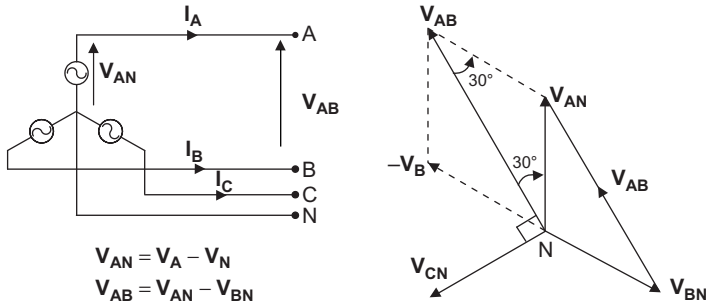 I_A
A
V_AN
V_AB
I_B
B
I_C
C
N
V_AN = V_A − V_N
V_AB = V_AN − V_BN
V_AB
30°
V_AN
30°
−V_B
V_AB
N
V_CN
V_BN